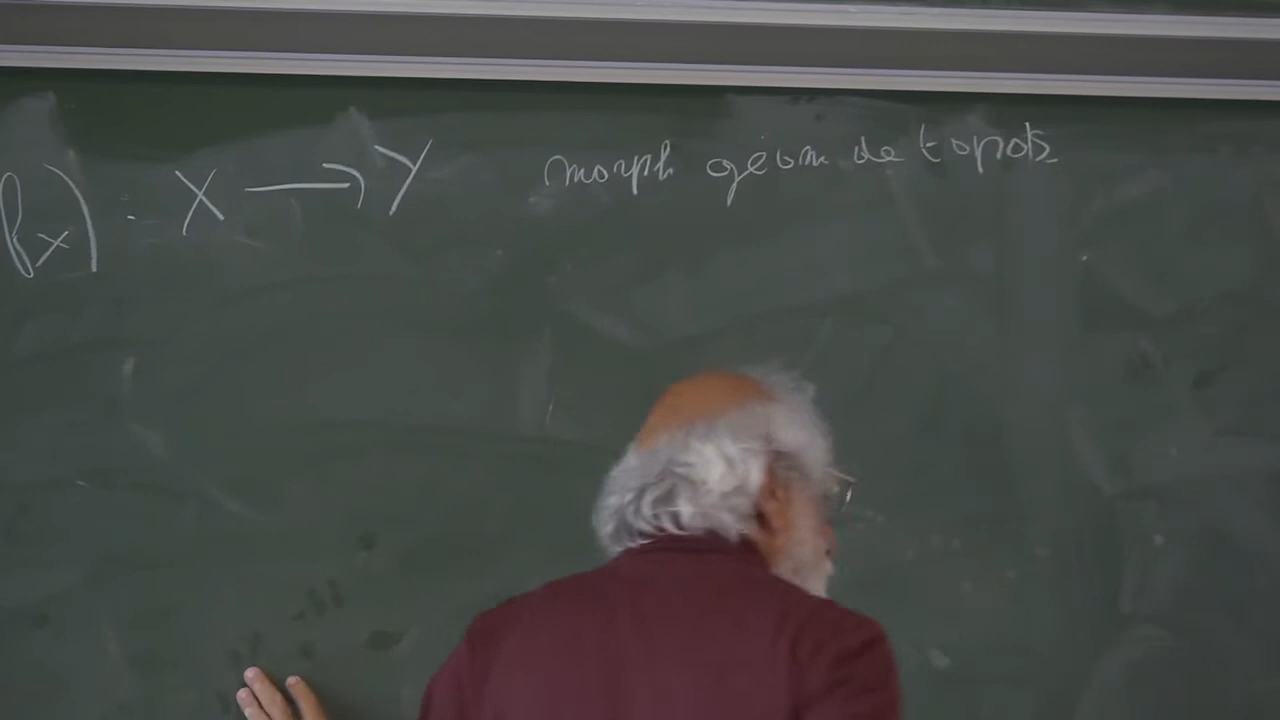 f_x) : X → Y morph géom de topos